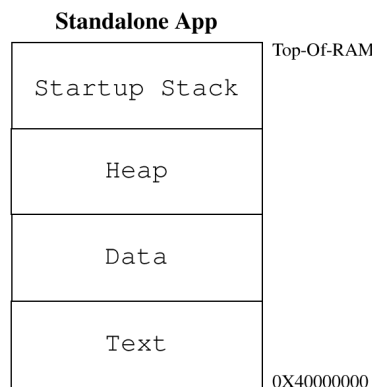 Standalone App
Top-Of-RAM
Startup Stack
Heap
Data
Text
0X40000000